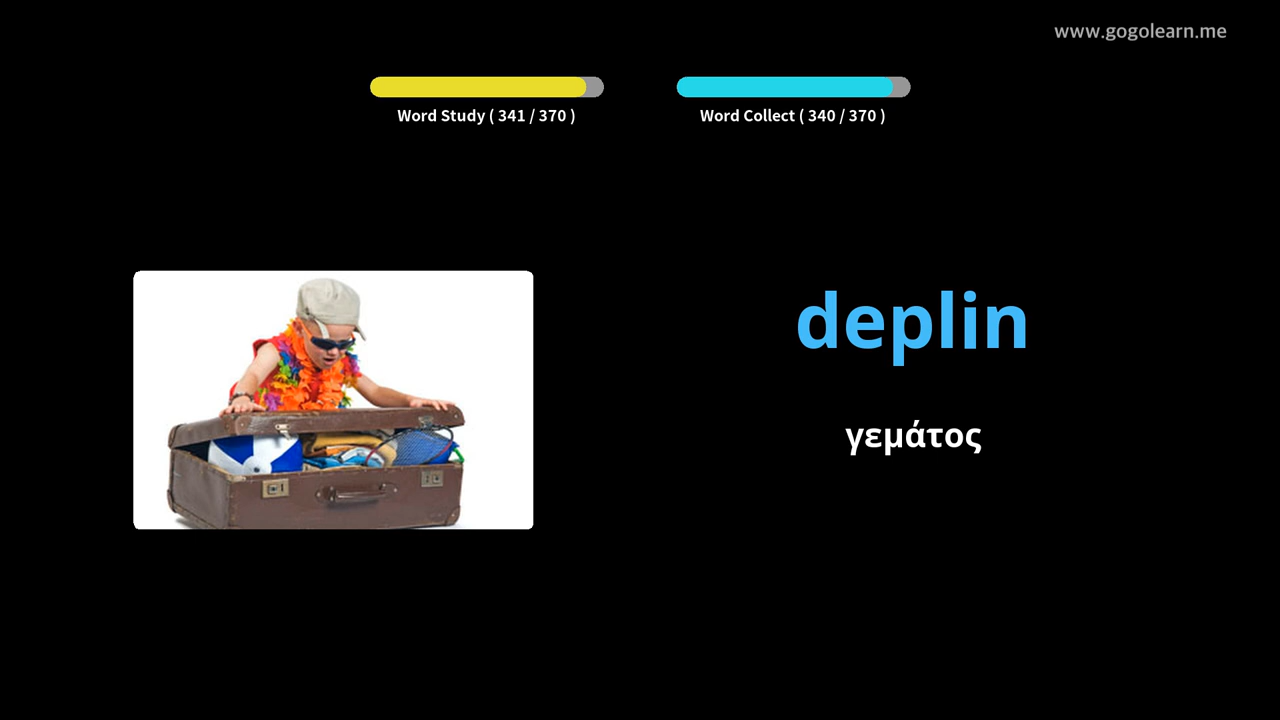 www.gogolearn.me
Word Study ( 341 / 370 )
Word Collect ( 340 / 370 )
deplin
γεμάτος